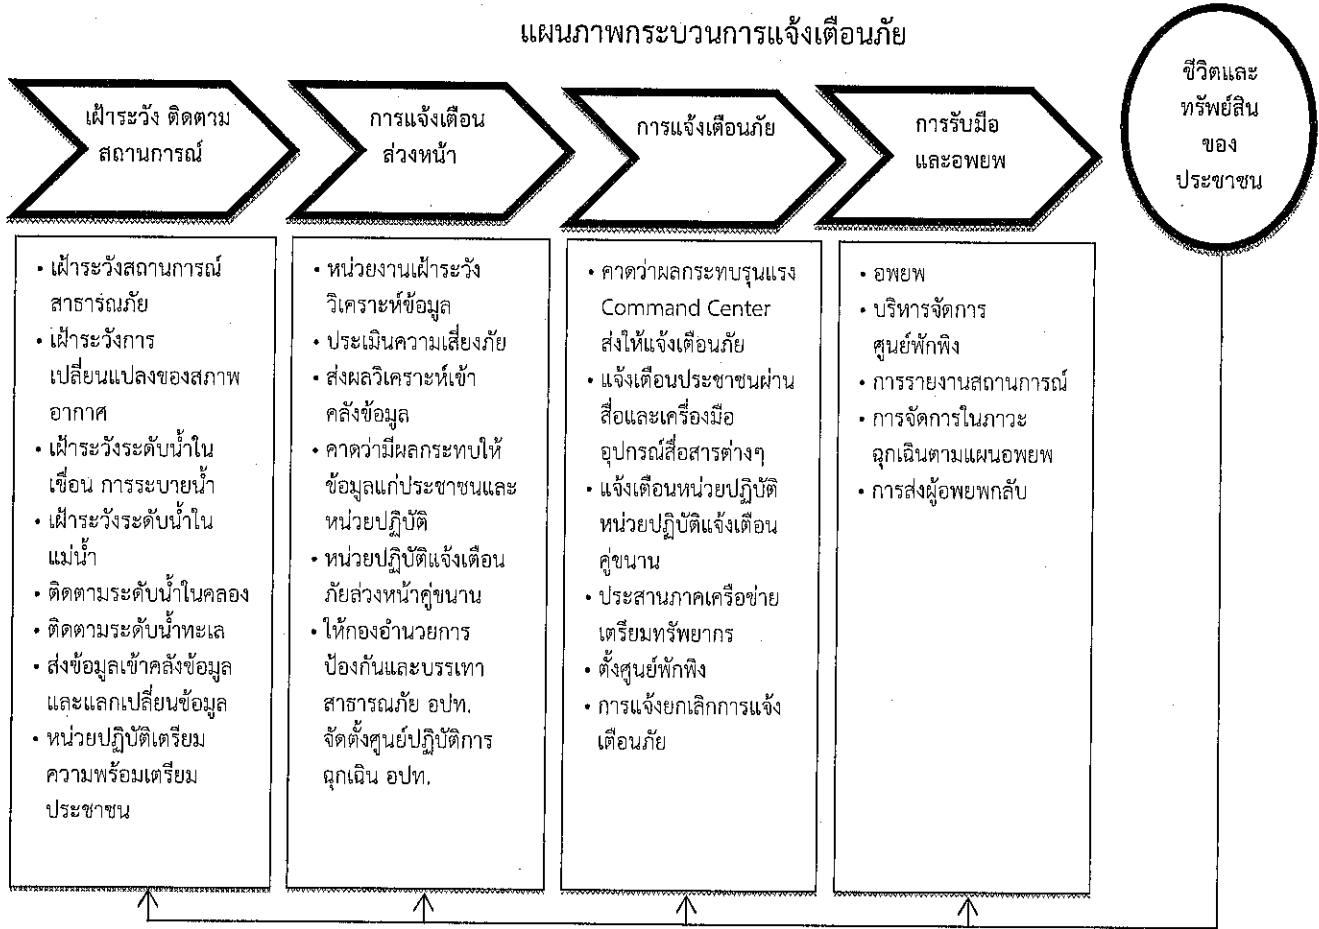 แผนภาพกระบวนการแจ้งเตือนภัย
เฝ้าระวัง ติดตาม
สถานการณ์
การแจ้งเตือน
ล่วงหน้า
การแจ้งเตือนภัย
การรับมือ
และอพยพ
ชีวิตและ
ทรัพย์สิน
ของ
ประชาชน
• เฝ้าระวังสถานการณ์
สาธารณภัย
• เฝ้าระวังการ
เปลี่ยนแปลงของสภาพ
อากาศ
• เฝ้าระวังระดับน้ำใน
เขื่อน การระบายน้ำ
• เฝ้าระวังระดับน้ำใน
แม่น้ำ
• ติดตามระดับน้ำในคลอง
• ติดตามระดับน้ำทะเล
• ส่งข้อมูลเข้าคลังข้อมูล
และแลกเปลี่ยนข้อมูล
• หน่วยปฏิบัติเตรียม
ความพร้อมเตรียม
ประชาชน
• หน่วยงานเฝ้าระวัง
วิเคราะห์ข้อมูล
• ประเมินความเสี่ยงภัย
• ส่งผลวิเคราะห์เข้า
คลังข้อมูล
• คาดว่ามีผลกระทบให้
ข้อมูลแก่ประชาชนและ
หน่วยปฏิบัติ
• หน่วยปฏิบัติแจ้งเตือน
ภัยล่วงหน้าคู่ขนาน
• ให้กองอำนวยการ
ป้องกันและบรรเทา
สาธารณภัย อปท.
จัดตั้งศูนย์ปฏิบัติการ
ฉุกเฉิน อปท.
• คาดว่าผลกระทบรุนแรง
Command Center
ส่งให้แจ้งเตือนภัย
• แจ้งเตือนประชาชนผ่าน
สื่อและเครื่องมือ
อุปกรณ์สื่อสารต่างๆ
• แจ้งเตือนหน่วยปฏิบัติ
หน่วยปฏิบัติแจ้งเตือน
คู่ขนาน
• ประสานภาคเครือข่าย
เตรียมทรัพยากร
• ตั้งศูนย์พักพิง
• การแจ้งยกเลิกการแจ้ง
เตือนภัย
• อพยพ
• บริหารจัดการ
ศูนย์พักพิง
• การรายงานสถานการณ์
• การจัดการในภาวะ
ฉุกเฉินตามแผนอพยพ
• การส่งผู้อพยพกลับ